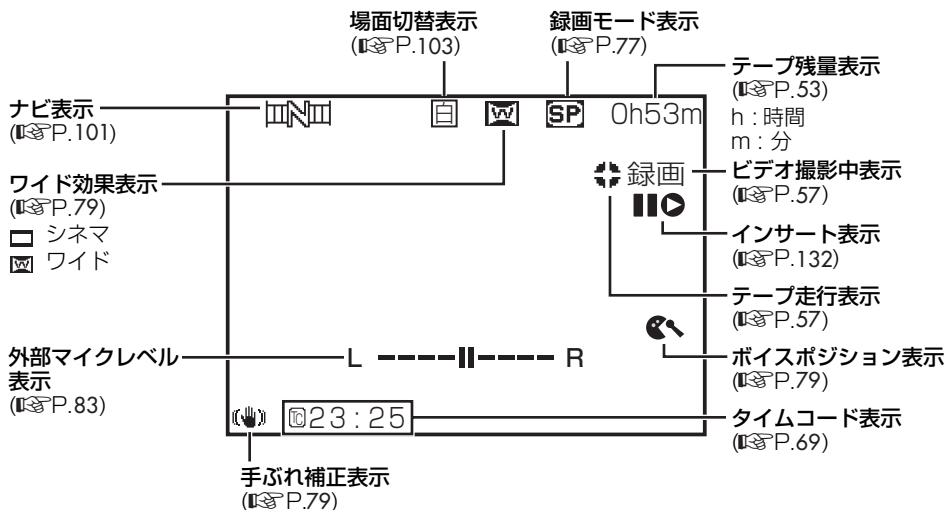 場面切替表示
(☞P.103)
録画モード表示
(☞P.77)
テープ残量表示
(☞P.53)
h : 時間
m : 分
ナビ表示
(☞P.101)
ワイド効果表示
(☞P.79)
シネマ
W ワイド
N
白
W
SP
0h53m
録画
ビデオ撮影中表示
(☞P.57)
インサート表示
(☞P.132)
テープ走行表示
(☞P.57)
ボイスポジション表示
(☞P.79)
外部マイクレベル
表示
(☞P.83)
L ----II---- R
TC 23:25
タイムコード表示
(☞P.69)
手ぶれ補正表示
(☞P.79)